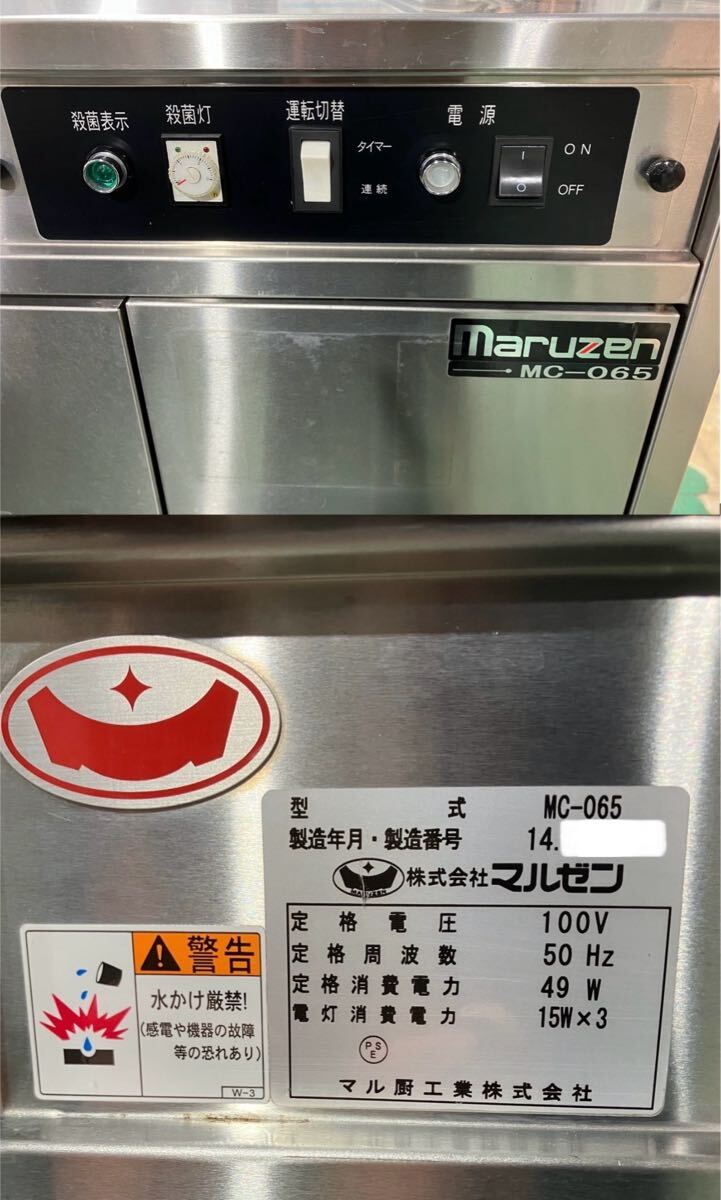 殺菌表示 殺菌灯 運転切替 電源
タイマー
連続
ON
OFF
maruzen
MC-065
型式 MC-065
製造年月・製造番号 14.
MARUZEN 株式会社マルゼン
定格電圧 100V
定格周波数 50 Hz
定格消費電力 49 W
電灯消費電力 15W×3
PSE
マル厨工業株式会社
警告
水かけ厳禁!
(感電や機器の故障
等の恐れあり)
W-3